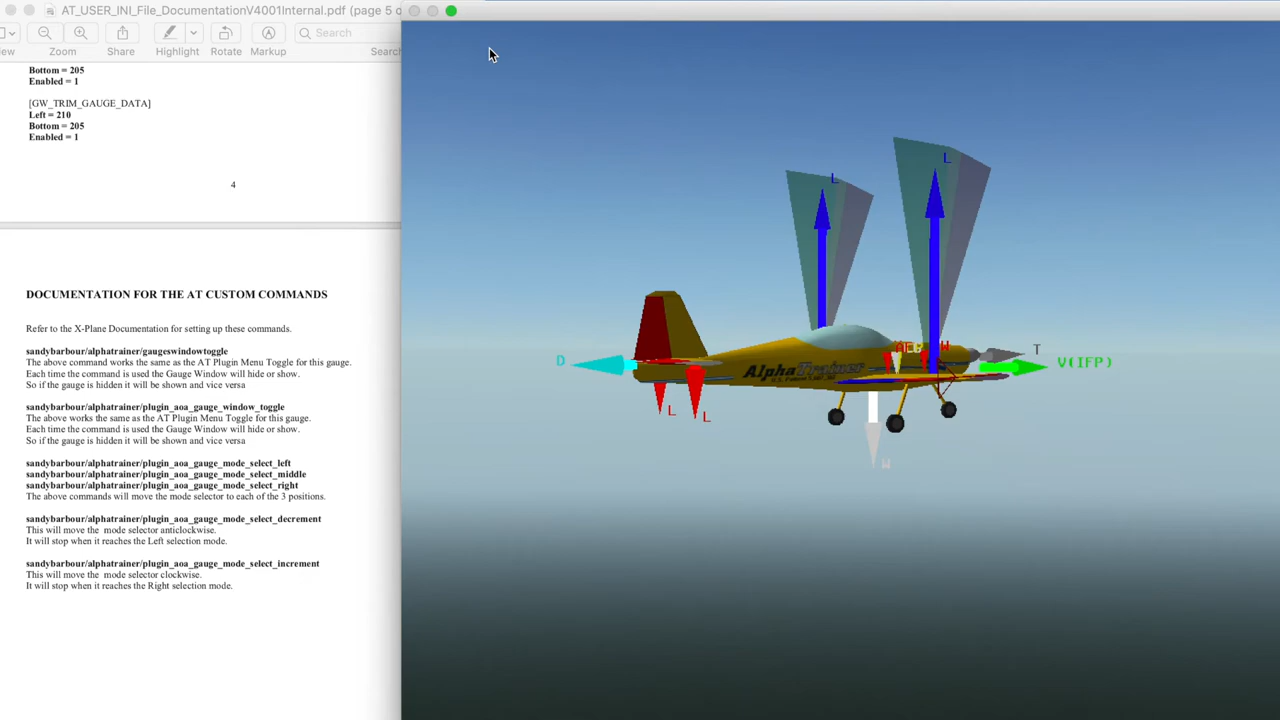 AT_USER_INI_File_DocumentationV4001Internal.pdf (page 5 o
Search
Zoom
Share
Highlight
Rotate
Markup
Searc
Bottom = 205
Enabled = 1
[GW_TRIM_GAUGE_DATA]
Left = 210
Bottom = 205
Enabled = 1
4
DOCUMENTATION FOR THE AT CUSTOM COMMANDS
Refer to the X-Plane Documentation for setting up these commands.
sandybarbour/alphatrainer/gaugeswindowtoggle
The above command works the same as the AT Plugin Menu Toggle for this gauge.
Each time the command is used the Gauge Window will hide or show.
So if the gauge is hidden it will be shown and vice versa
sandybarbour/alphatrainer/plugin_aoa_gauge_window_toggle
The above works the same as the AT Plugin Menu Toggle for this gauge.
Each time the command is used the Gauge Window will hide or show.
So if the gauge is hidden it will be shown and vice versa
sandybarbour/alphatrainer/plugin_aoa_gauge_mode_select_left
sandybarbour/alphatrainer/plugin_aoa_gauge_mode_select_middle
sandybarbour/alphatrainer/plugin_aoa_gauge_mode_select_right
The above commands will move the mode selector to each of the 3 positions.
sandybarbour/alphatrainer/plugin_aoa_gauge_mode_select_decrement
This will move the mode selector anticlockwise.
It will stop when it reaches the Left selection mode.
sandybarbour/alphatrainer/plugin_aoa_gauge_mode_select_increment
This will move the mode selector clockwise.
It will stop when it reaches the Right selection mode.
L
L
D
T
V(IFP)
AlphaTrainer
L
L
W